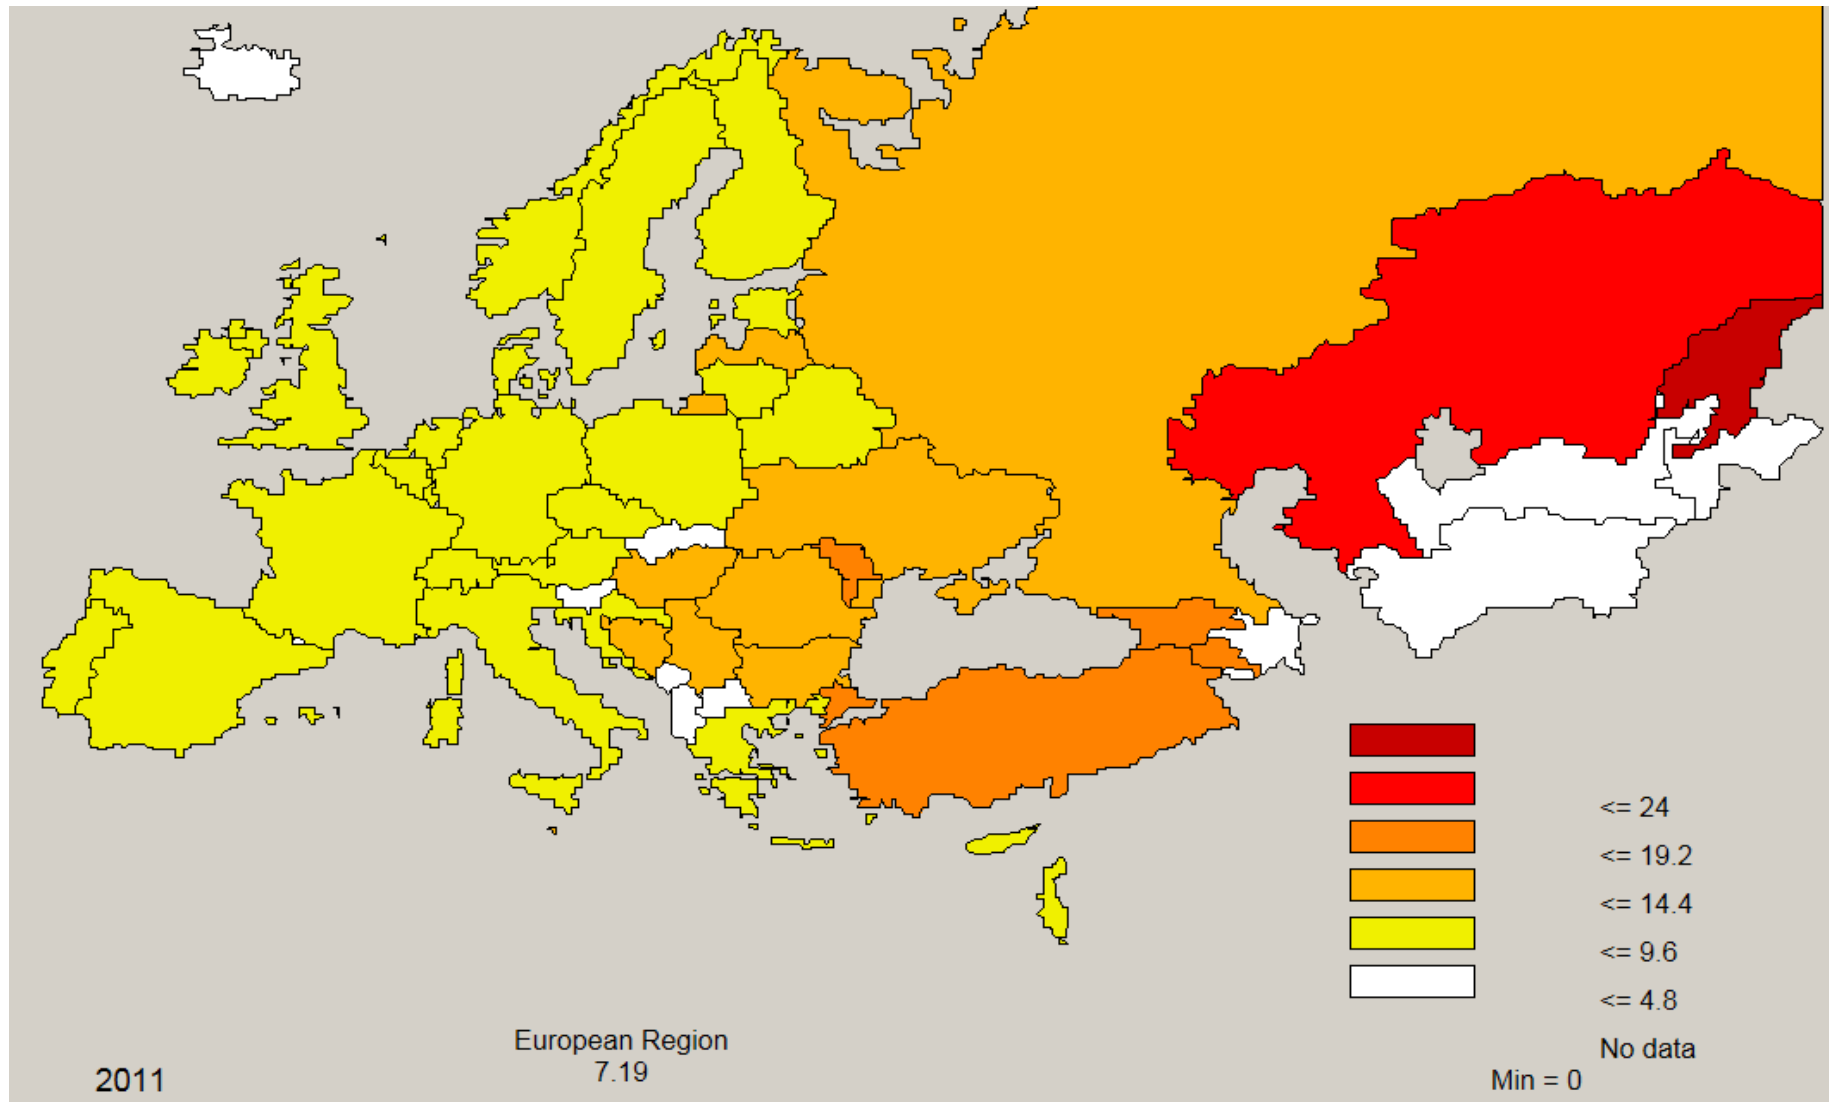 <= 24
<= 19.2
<= 14.4
<= 9.6
<= 4.8
No data
European Region
7.19
2011
Min = 0